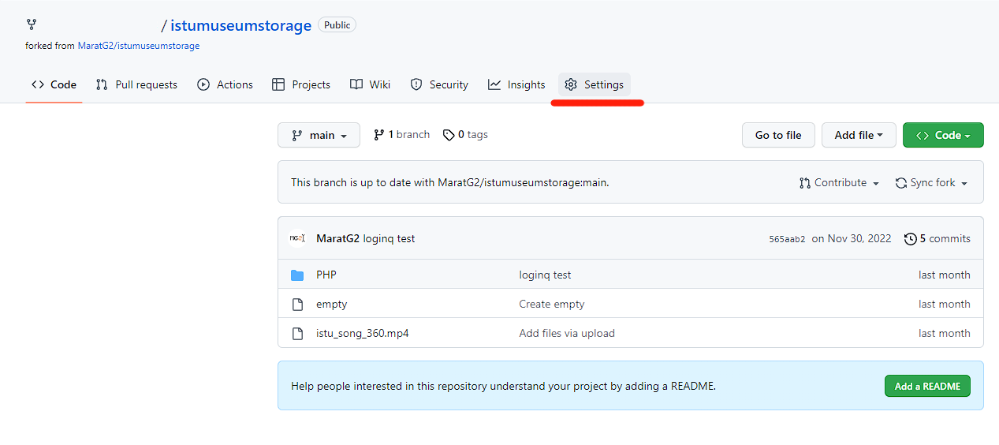 / istumuseumstorage Public
forked from MaratG2/istumuseumstorage
Code Pull requests Actions Projects Wiki Security Insights Settings
main 1 branch 0 tags Go to file Add file Code
This branch is up to date with MaratG2/istumuseumstorage:main. Contribute Sync fork
MaratG2 loginq test 565aab2 on Nov 30, 2022 5 commits
PHP loginq test last month
empty Create empty last month
istu_song_360.mp4 Add files via upload last month
Help people interested in this repository understand your project by adding a README. Add a README